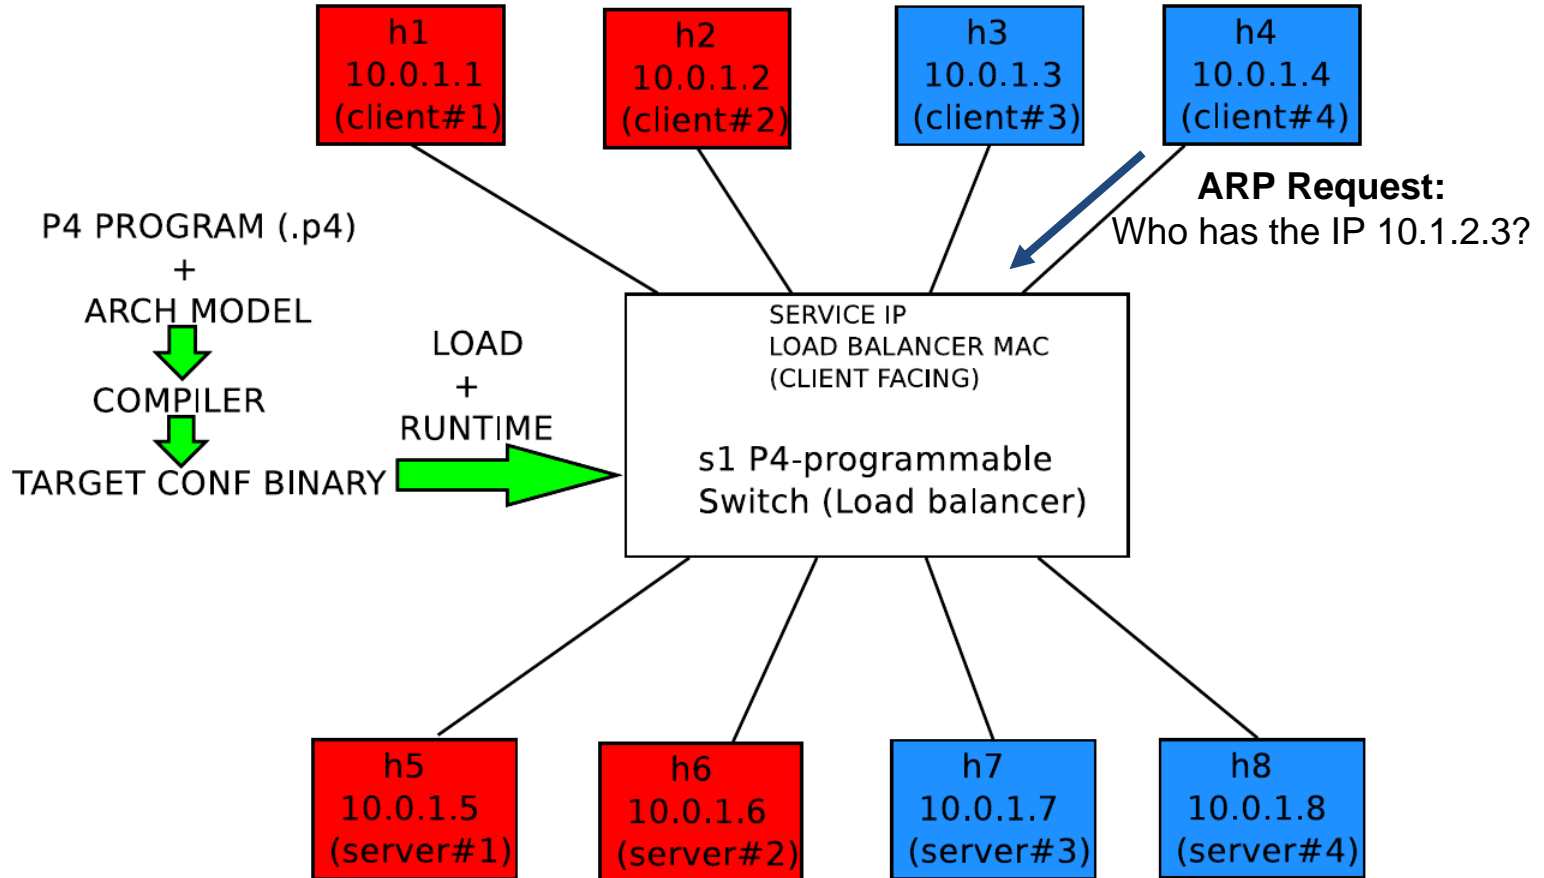 h1
10.0.1.1
(client#1)
h2
10.0.1.2
(client#2)
h3
10.0.1.3
(client#3)
h4
10.0.1.4
(client#4)
ARP Request:
Who has the IP 10.1.2.3?
P4 PROGRAM (.p4)
+
ARCH MODEL
COMPILER
TARGET CONF BINARY
LOAD
+
RUNTIME
SERVICE IP
LOAD BALANCER MAC
(CLIENT FACING)
s1 P4-programmable
Switch (Load balancer)
h5
10.0.1.5
(server#1)
h6
10.0.1.6
(server#2)
h7
10.0.1.7
(server#3)
h8
10.0.1.8
(server#4)